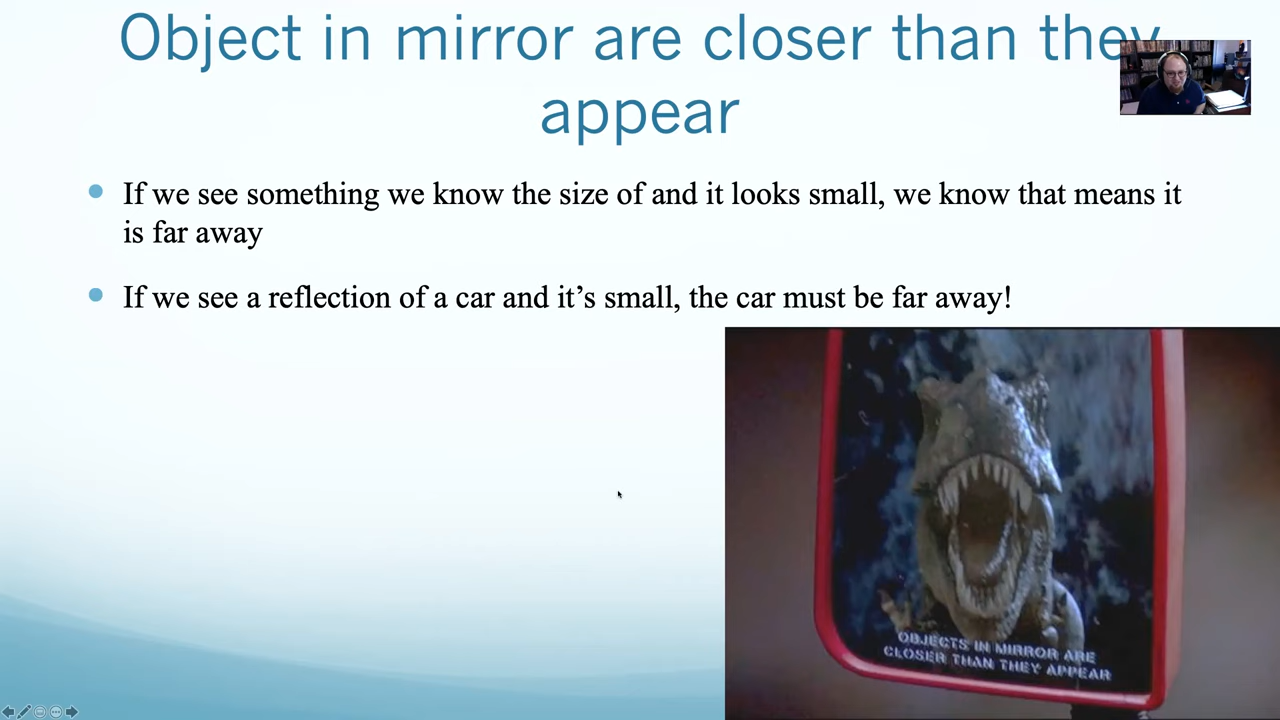 Object in mirror are closer than they
appear
If we see something we know the size of and it looks small, we know that means it
is far away
If we see a reflection of a car and it’s small, the car must be far away!
OBJECTS IN MIRROR ARE
CLOSER THAN THEY APPEAR